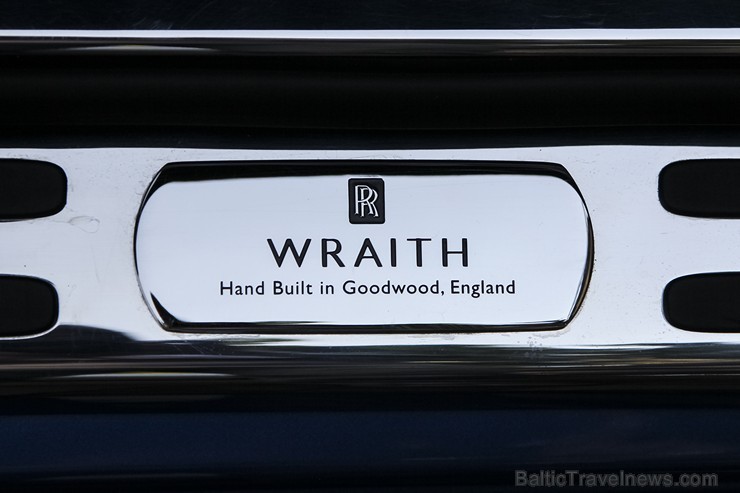 RR
WRAITH
Hand Built in Goodwood, England
BalticTravelnews.com